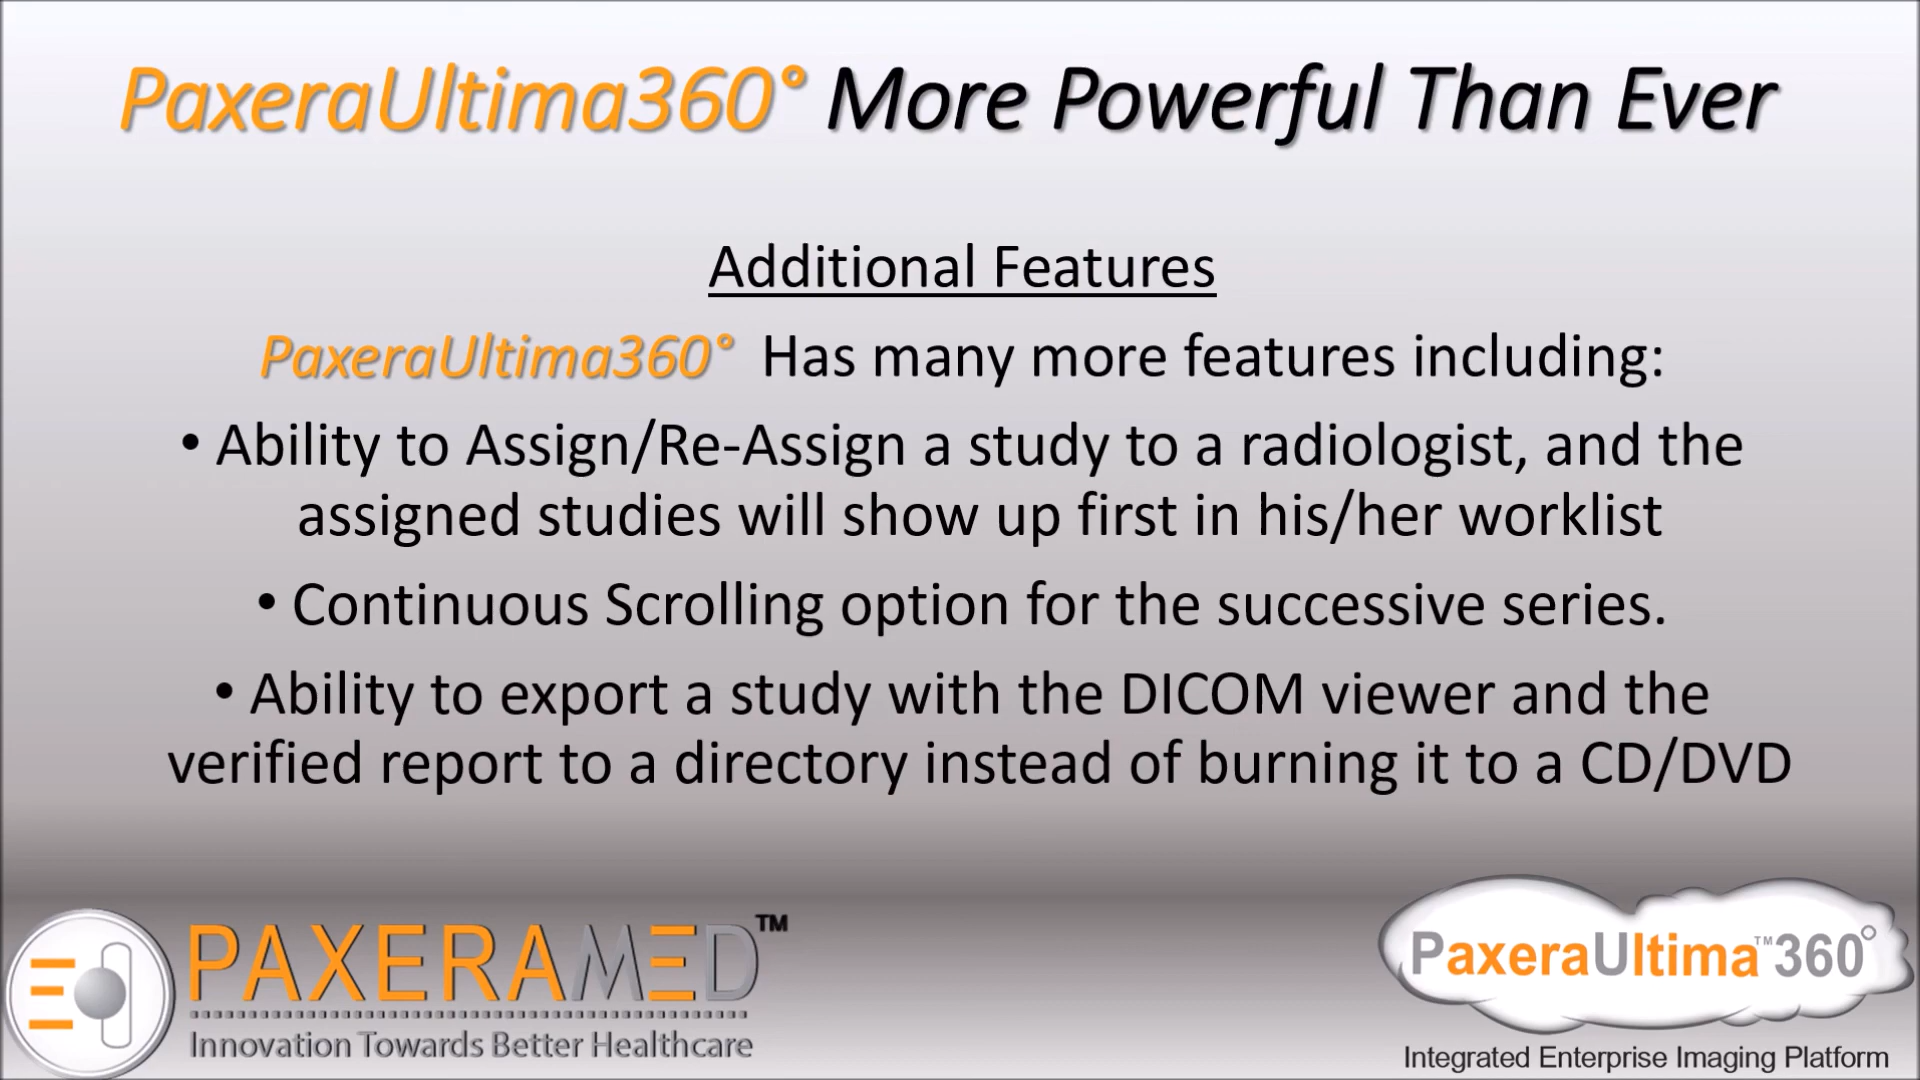 PaxeraUltima360° More Powerful Than Ever
Additional Features
PaxeraUltima360° Has many more features including:
• Ability to Assign/Re-Assign a study to a radiologist, and the
assigned studies will show up first in his/her worklist
• Continuous Scrolling option for the successive series.
• Ability to export a study with the DICOM viewer and the
verified report to a directory instead of burning it to a CD/DVD
PAXERAMED™
Innovation Towards Better Healthcare
PaxeraUltima™360°
Integrated Enterprise Imaging Platform